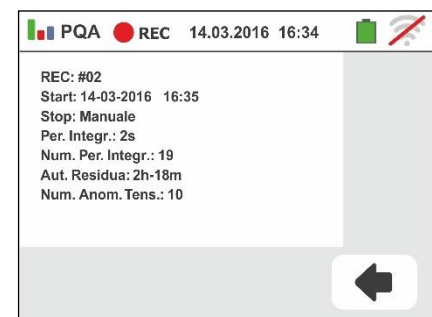 PQA REC 14.03.2016 16:34
REC: #02
Start: 14-03-2016 16:35
Stop: Manuale
Per. Integr.: 2s
Num. Per. Integr.: 19
Aut. Residua: 2h-18m
Num. Anom. Tens.: 10